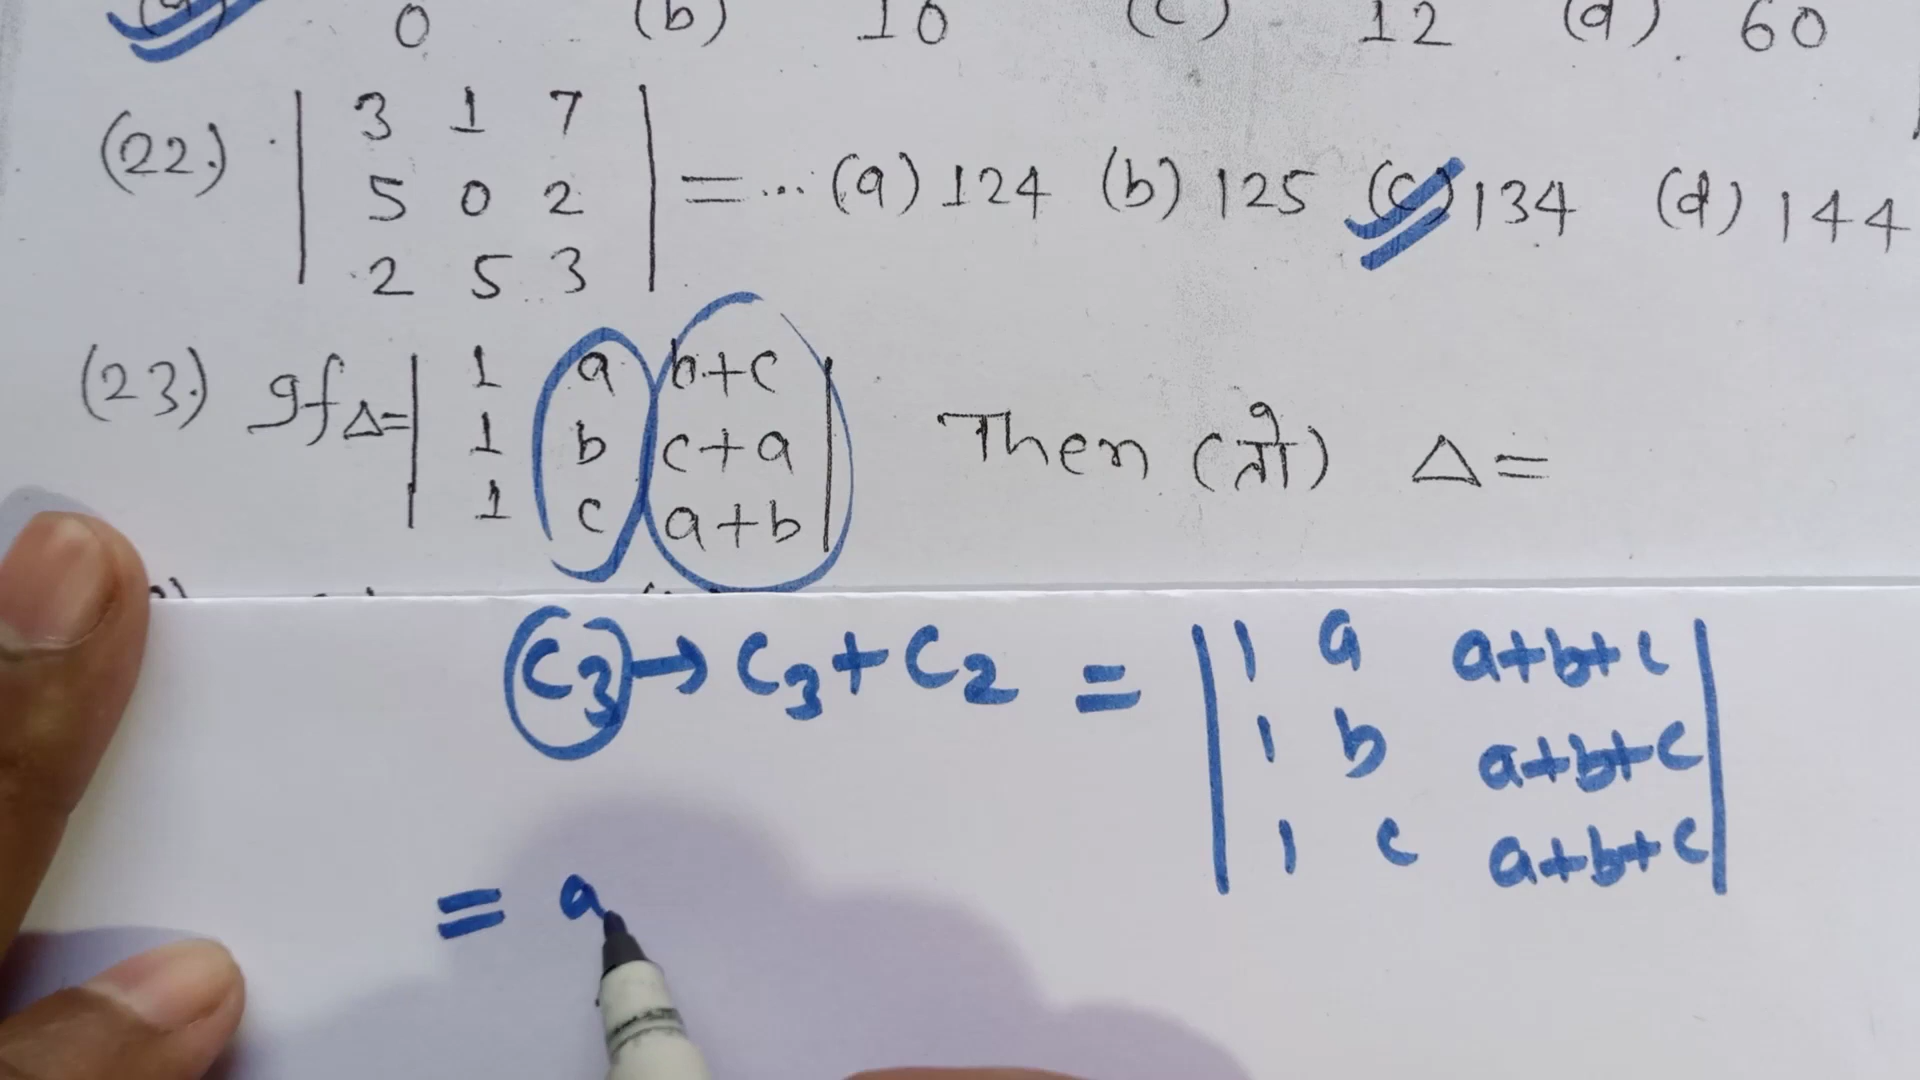 (a) 0 (b) 10 (c) 12 (d) 60
(22.) | 3 1 7 |
| 5 0 2 | = ... (a) 124 (b) 125 (c) 134 (d) 144
| 2 5 3 |
(23.) If Δ = | 1 a b+c |
| 1 b c+a | Then (तो) Δ =
| 1 c a+b |
C3 → C3 + C2 = | 1 a a+b+c |
| 1 b a+b+c |
| 1 c a+b+c |
= a